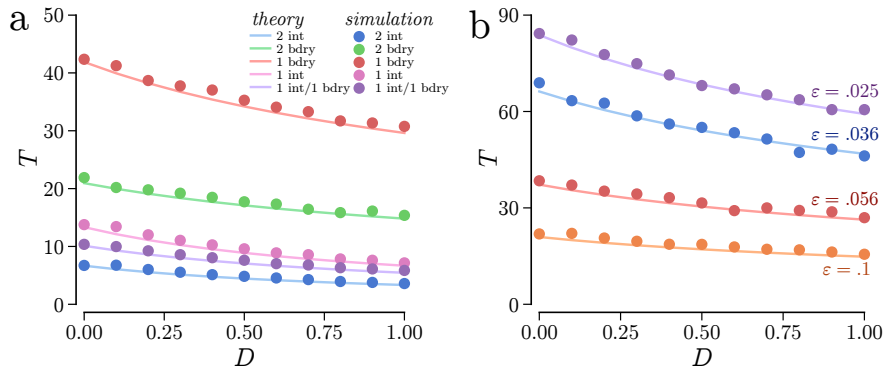 a
50
40
30
20
10
0
T
0.00 0.25 0.50 0.75 1.00
D
theory simulation
2 int 2 int
2 bdry 2 bdry
1 bdry 1 bdry
1 int 1 int
1 int/1 bdry 1 int/1 bdry
b
90
60
30
0
T
0.00 0.25 0.50 0.75 1.00
D
ε = .025
ε = .036
ε = .056
ε = .1